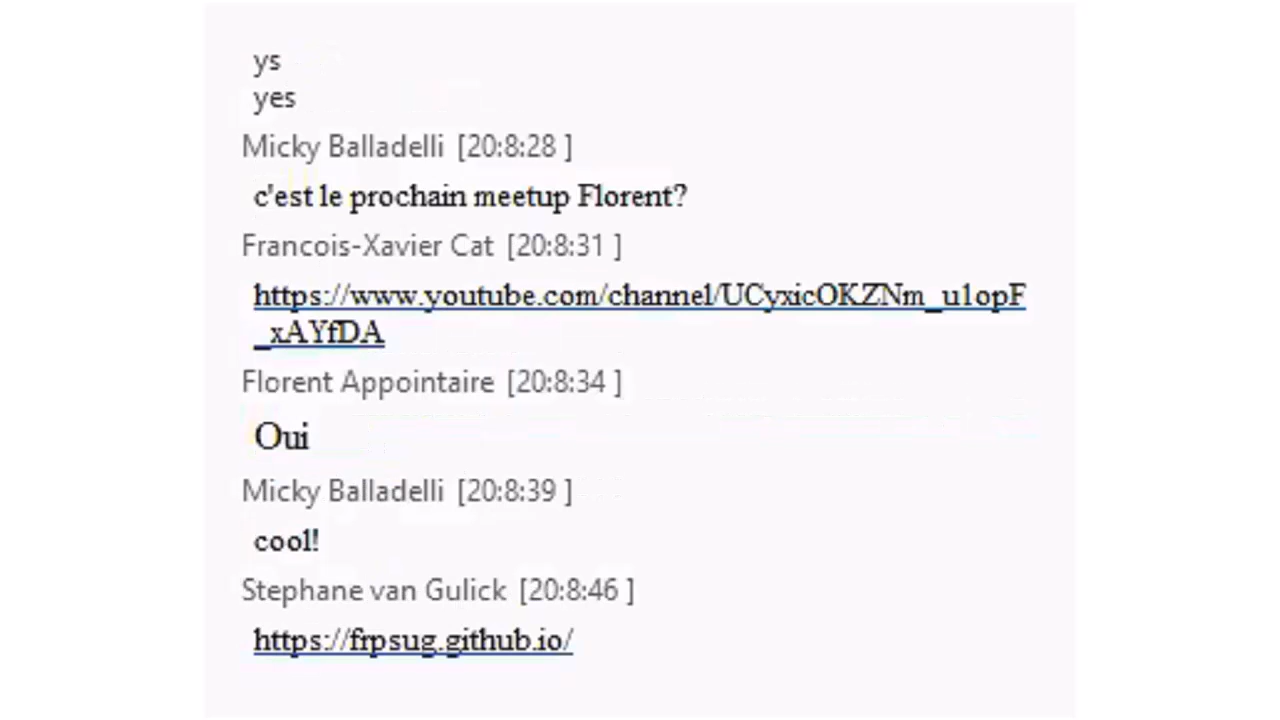 ys
yes
Micky Balladelli [20:8:28 ]
c'est le prochain meetup Florent?
Francois-Xavier Cat [20:8:31 ]
https://www.youtube.com/channel/UCyxicOKZNm_u1opF
_xAYfDA
Florent Appointaire [20:8:34 ]
Oui
Micky Balladelli [20:8:39 ]
cool!
Stephane van Gulick [20:8:46 ]
https://frpsug.github.io/